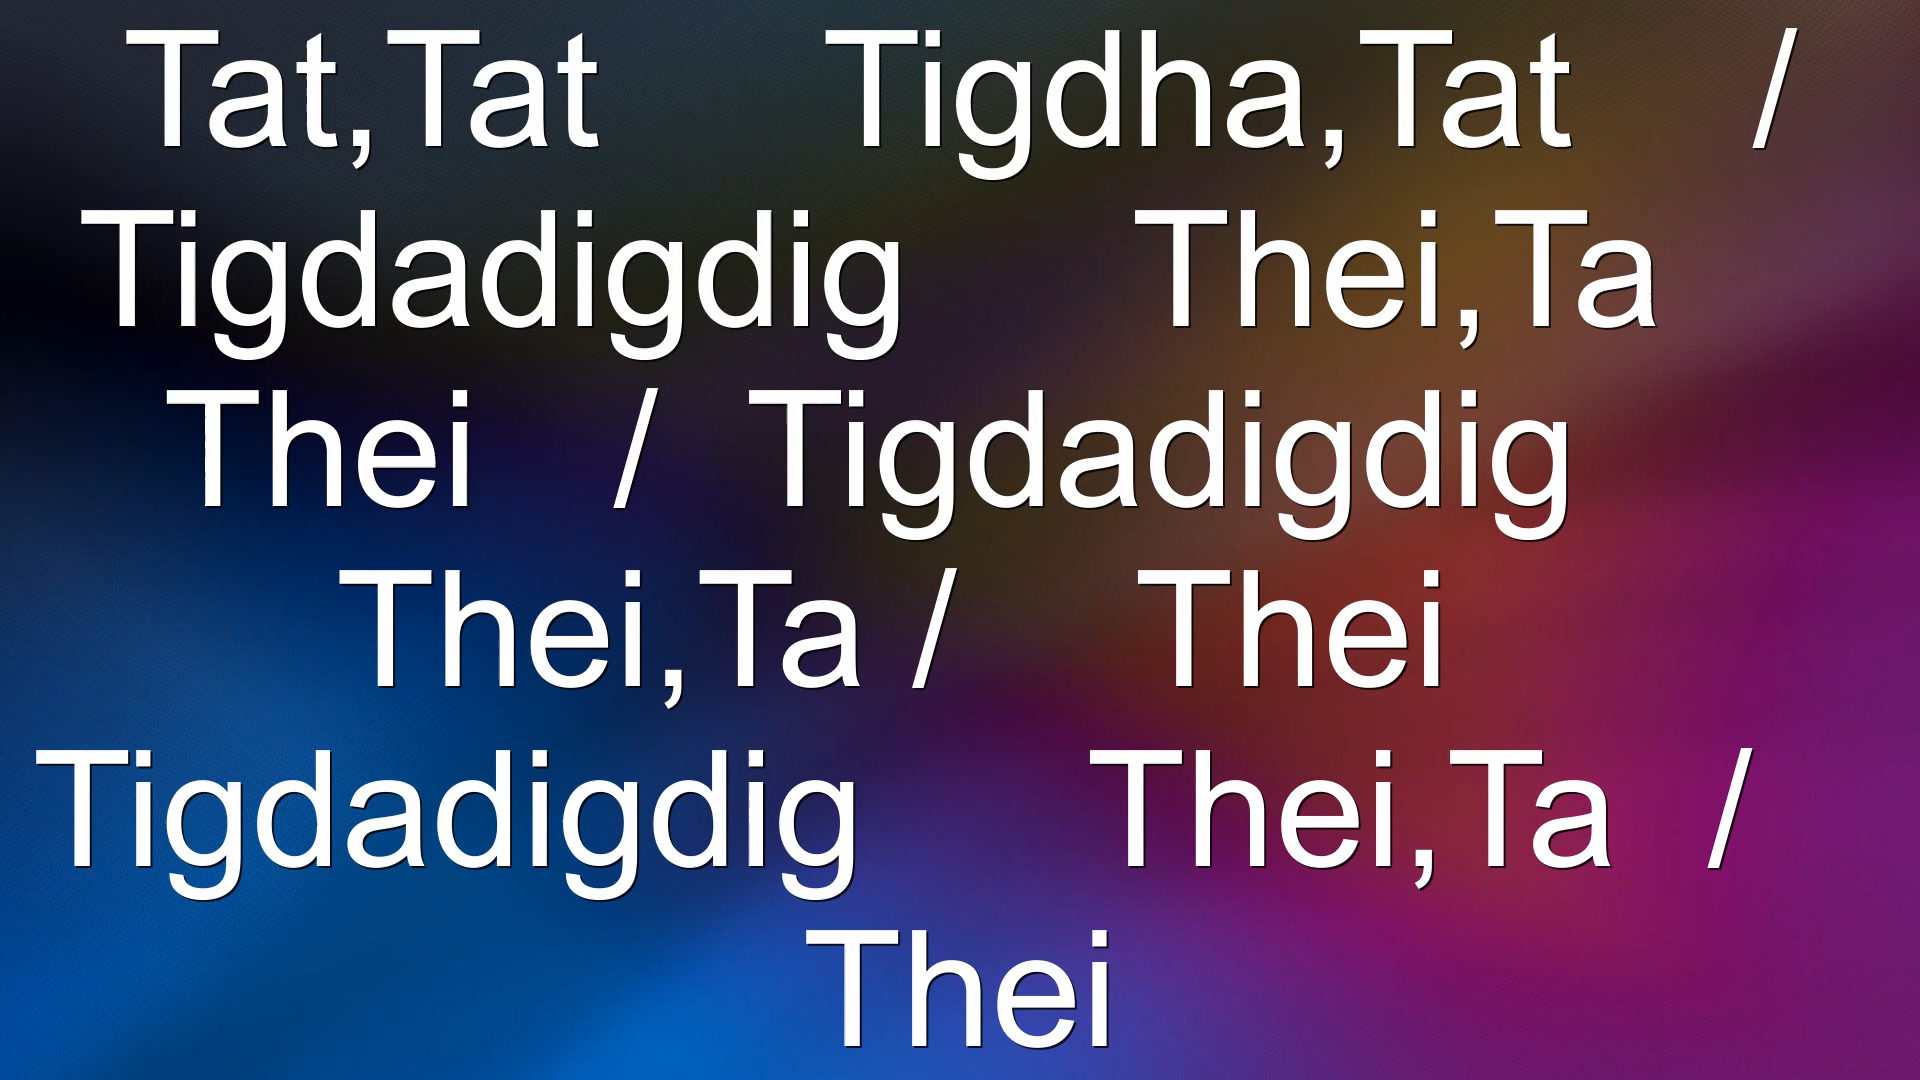 Tat,Tat Tigdha,Tat /
Tigdadigdig Thei,Ta
Thei / Tigdadigdig
Thei,Ta / Thei
Tigdadigdig Thei,Ta /
Thei